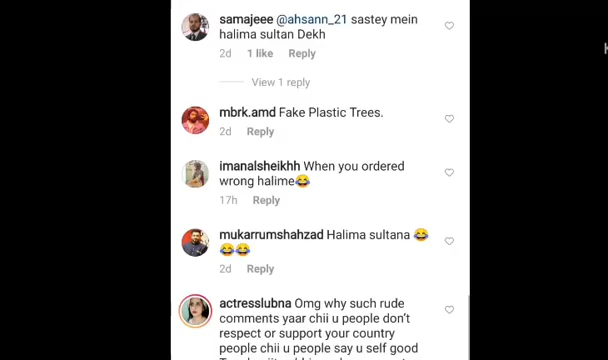 samajeee @ahsann_21 sastey mein
halima sultan Dekh
2d 1 like Reply
View 1 reply
mbrk.amd Fake Plastic Trees.
2d Reply
imanalsheikhh When you ordered
wrong halime😂
17h Reply
mukarrumshahzad Halima sultana 😂
😂😂
2d Reply
actresslubna Omg why such rude
comments yaar chii u people don't
respect or support your country
people chii u people say u self good